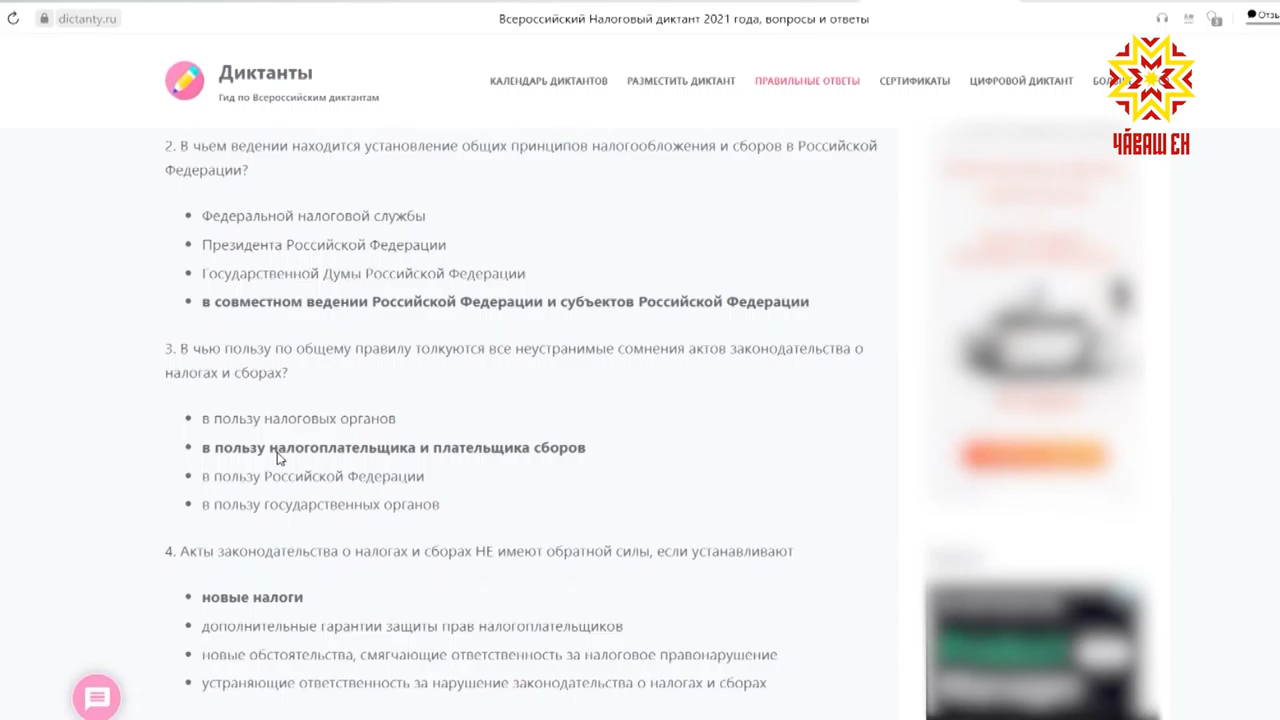 dictanty.ru
Всероссийский Налоговый диктант 2021 года, вопросы и ответы
Диктанты
Гид по Всероссийским диктантам
КАЛЕНДАРЬ ДИКТАНТОВ
РАЗМЕСТИТЬ ДИКТАНТ
ПРАВИЛЬНЫЕ ОТВЕТЫ
СЕРТИФИКАТЫ
ЦИФРОВОЙ ДИКТАНТ
ЧӐВАШ ЕН
2. В чьем ведении находится установление общих принципов налогообложения и сборов в Российской
Федерации?
Федеральной налоговой службы
Президента Российской Федерации
Государственной Думы Российской Федерации
в совместном ведении Российской Федерации и субъектов Российской Федерации
3. В чью пользу по общему правилу толкуются все неустранимые сомнения актов законодательства о
налогах и сборах?
в пользу налоговых органов
в пользу налогоплательщика и плательщика сборов
в пользу Российской Федерации
в пользу государственных органов
4. Акты законодательства о налогах и сборах НЕ имеют обратной силы, если устанавливают
новые налоги
дополнительные гарантии защиты прав налогоплательщиков
новые обстоятельства, смягчающие ответственность за налоговое правонарушение
устраняющие ответственность за нарушение законодательства о налогах и сборах